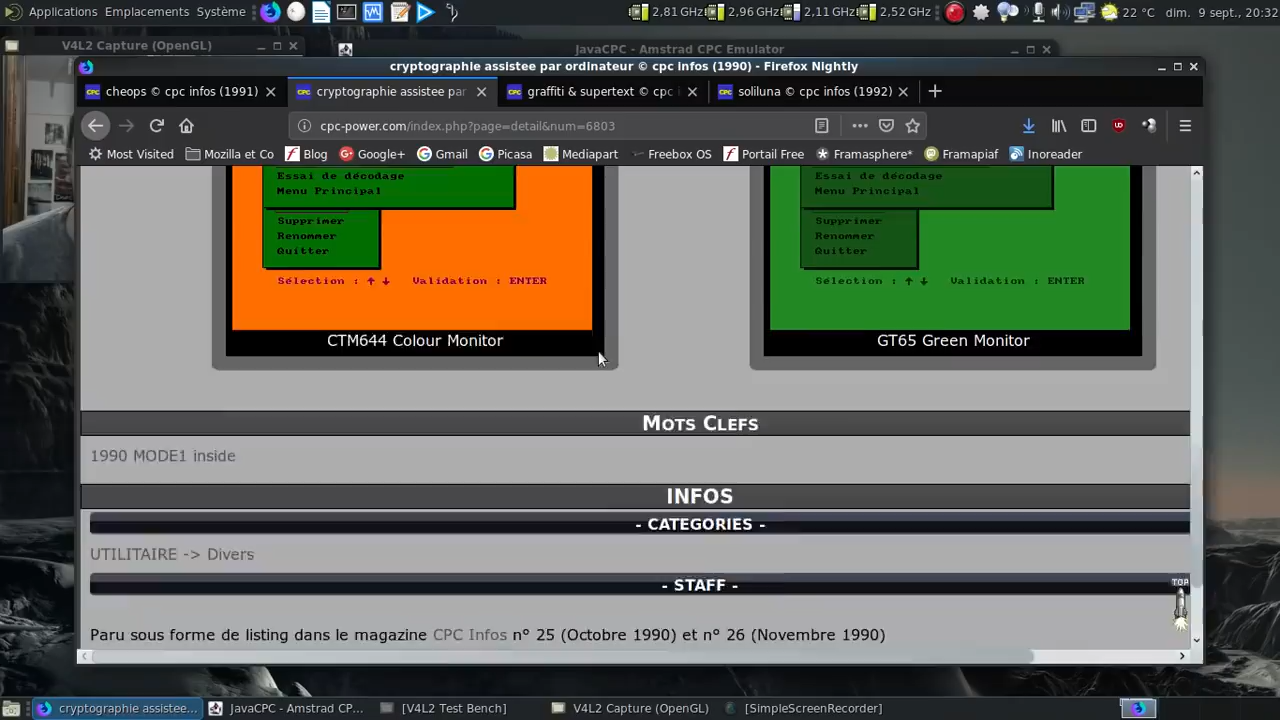 Applications Emplacements Système 2,81 GHz 2,96 GHz 2,11 GHz 2,52 GHz 22 °C dim. 9 sept., 20:32
V4L2 Capture (OpenGL)
JavaCPC - Amstrad CPC Emulator
cryptographie assistee par ordinateur © cpc infos (1990) - Firefox Nightly
cheops © cpc infos (1991) cryptographie assistee par graffiti & supertext © cpc i soliluna © cpc infos (1992)
cpc-power.com/index.php?page=detail&num=6803
Most Visited Mozilla et Co Blog Google+ Gmail Picasa Mediapart Freebox OS Portail Free Framasphere* Framapiaf Inoreader
Essai de décodage
Menu Principal
Supprimer
Renommer
Quitter
Sélection : ↑ ↓ Validation : ENTER
CTM644 Colour Monitor
Essai de décodage
Menu Principal
Supprimer
Renommer
Quitter
Sélection : ↑ ↓ Validation : ENTER
GT65 Green Monitor
Mots Clefs
1990 MODE1 inside
INFOS
- CATEGORIES -
UTILITAIRE -> Divers
- STAFF -
TOP
Paru sous forme de listing dans le magazine CPC Infos n° 25 (Octobre 1990) et n° 26 (Novembre 1990)
cryptographie assistee... JavaCPC - Amstrad CP... [V4L2 Test Bench] V4L2 Capture (OpenGL) [SimpleScreenRecorder]